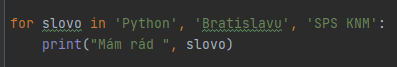 for slovo in 'Python', 'Bratislavu', 'SPS KNM':
    print("Mám rád ", slovo)